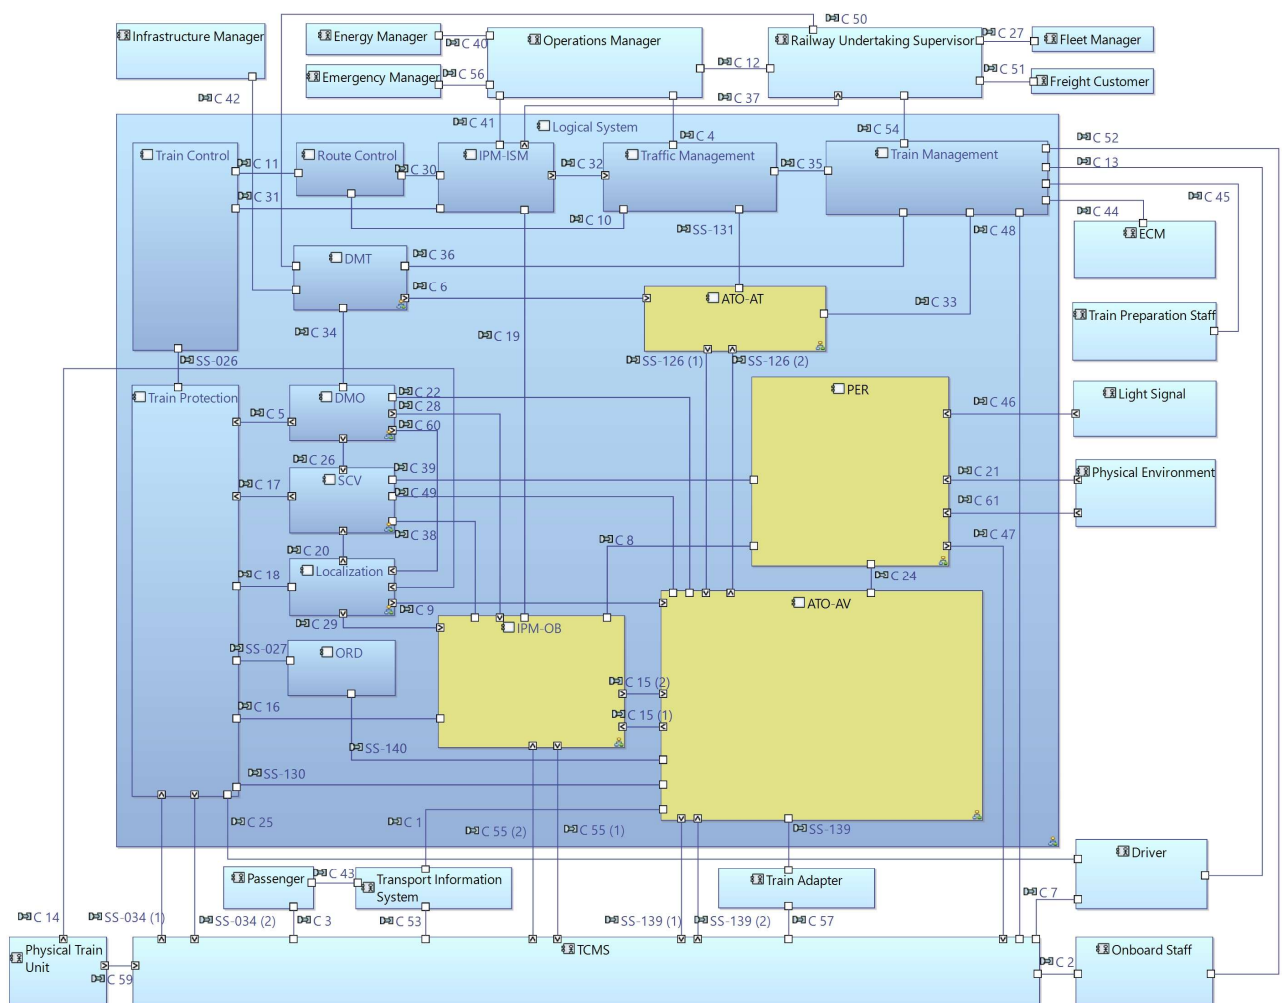 C 50
Infrastructure Manager
Energy Manager
C 40
Operations Manager
Railway Undertaking Supervisor
C 27
Fleet Manager
Emergency Manager
C 56
C 12
C 51
Freight Customer
C 42
C 37
C 41
Logical System
C 4
C 54
C 52
Train Control
C 11
Route Control
C 30
IPM-ISM
C 32
Traffic Management
C 35
Train Management
C 13
C 31
C 45
C 10
SS-131
C 48
C 44
ECM
DMT
C 36
C 6
ATO-AT
C 33
Train Preparation Staff
C 34
C 19
SS-026
SS-126 (1)
SS-126 (2)
Train Protection
DMO
C 22
C 28
C 60
PER
C 46
Light Signal
C 5
C 26
C 39
SCV
C 17
C 49
C 21
Physical Environment
C 61
C 38
C 20
C 8
C 47
C 18
Localization
C 24
C 9
ATO-AV
C 29
IPM-OB
SS-027
ORD
C 15 (2)
C 16
C 15 (1)
SS-140
SS-130
C 25
C 1
C 55 (2)
C 55 (1)
SS-139
Driver
Passenger
C 43
Transport Information
System
Train Adapter
C 7
C 14
SS-034 (1)
SS-034 (2)
C 3
C 53
SS-139 (1)
SS-139 (2)
C 57
Physical Train
Unit
C 59
TCMS
C 2
Onboard Staff